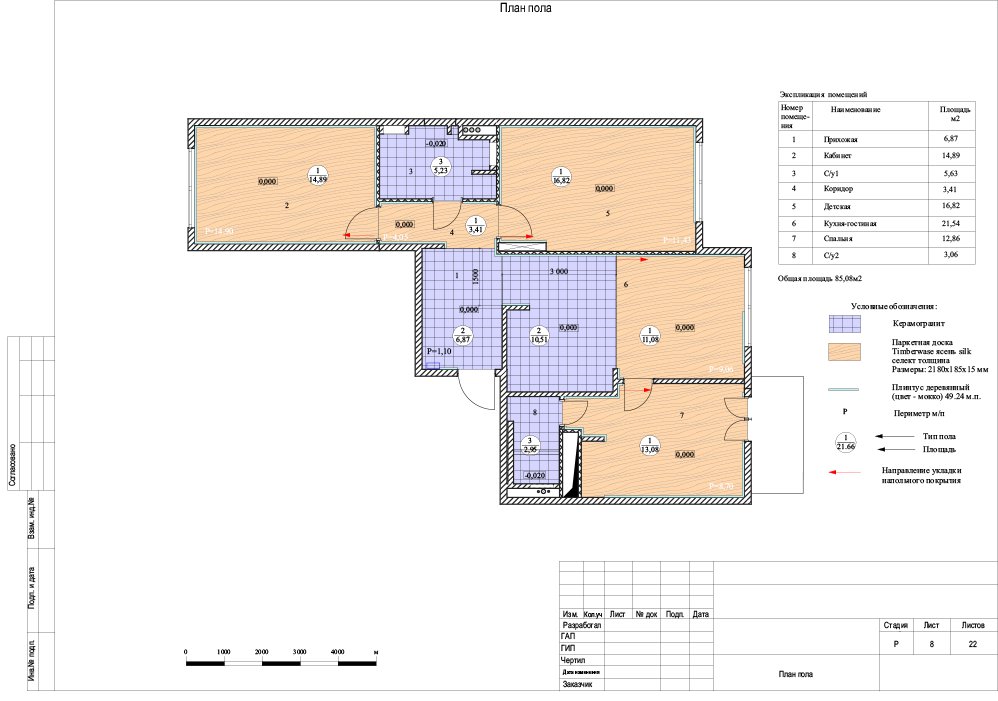 План пола
Экспликация помещений
Номер помеще- ния Наименование Площадь м2
1 Прихожая 6,87
2 Кабинет 14,89
3 С/у1 5,63
4 Коридор 3,41
5 Детская 16,82
6 Кухня-гостиная 21,54
7 Спальня 12,86
8 С/у2 3,06
Общая площадь 85,08м2
Условные обозначения:
Керамогранит
Паркетная доска
Timberwase ясень silk
селект толщина
Размеры: 2180х185х15 мм
Плинтус деревянный
(цвет - мокко) 49.24 м.п.
Р Периметр м/п
1
21.66
Тип пола
Площадь
Направление укладки
напольного покрытия
-0,020
3
5,23
3
1
14,89
0,000
2
Р=14,90
1
16,82
0,000
5
0,000
1
3,41
4
1
1500
0,000
2
6,87
Р=1,10
3 000
6
2
10,51
0,000
1
11,08
0,000
Р=9,06
8
3
2,95
-0,020
7
1
13,08
0,000
Р=8,70
0 1000 2000 3000 4000 м
Согласовано
Взам. инд.№
Подп. и дата
Инв.№ подл.
Изм. Кол.уч Лист № док Подп. Дата
Разработал
ГАП
ГИП
Чертил
Дата изменения
Заказчик
Стадия Лист Листов
Р 8 22
План пола